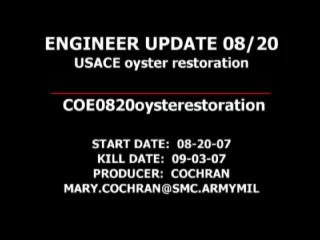 ENGINEER UPDATE 08/20
USACE oyster restoration
COE0820oysterestoration
START DATE: 08-20-07
KILL DATE: 09-03-07
PRODUCER: COCHRAN
MARY.COCHRAN@SMC.ARMYMIL